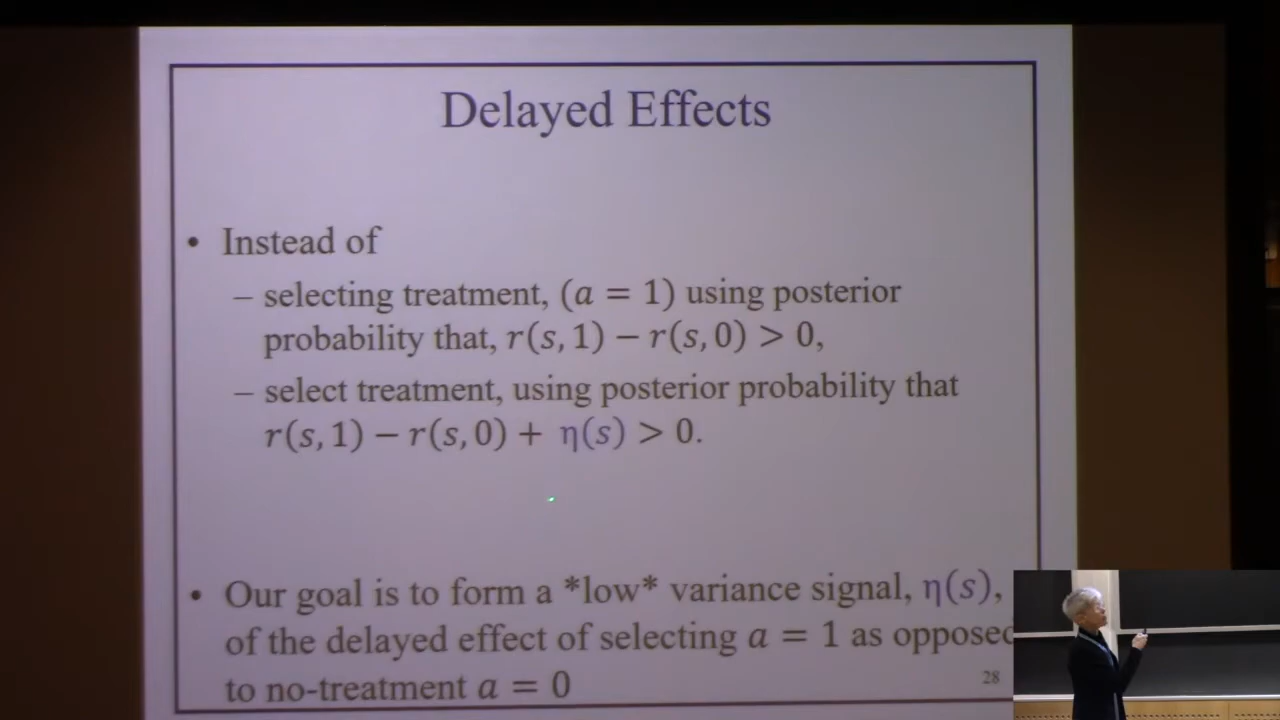 Delayed Effects
• Instead of
– selecting treatment, (a = 1) using posterior
probability that, r(s, 1) − r(s, 0) > 0,
– select treatment, using posterior probability that
r(s, 1) − r(s, 0) + η(s) > 0.
• Our goal is to form a *low* variance signal, η(s),
of the delayed effect of selecting a = 1 as opposed
to no-treatment a = 0
28